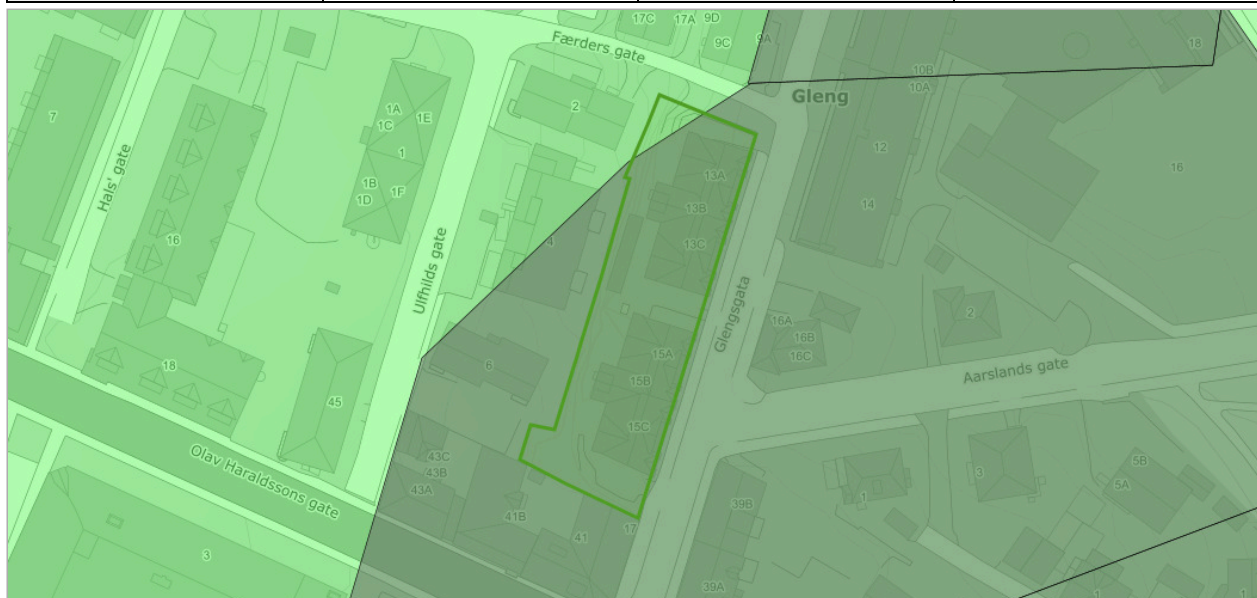 17C
17A
9D
9C
9A
18
Færders gate
10B
10A
Gleng
7
1A
1C
1E
2
1
12
16
13A
Hals' gate
1B
1F
1D
14
13B
16
4
13C
Ulfhilds gate
Glengsgata
2
16A
16B
16C
15A
18
6
Aarslands gate
15B
45
15C
43C
43B
43A
5B
3
5A
Olav Haraldssons gate
1
39B
41B
17
41
3
39A
1
1